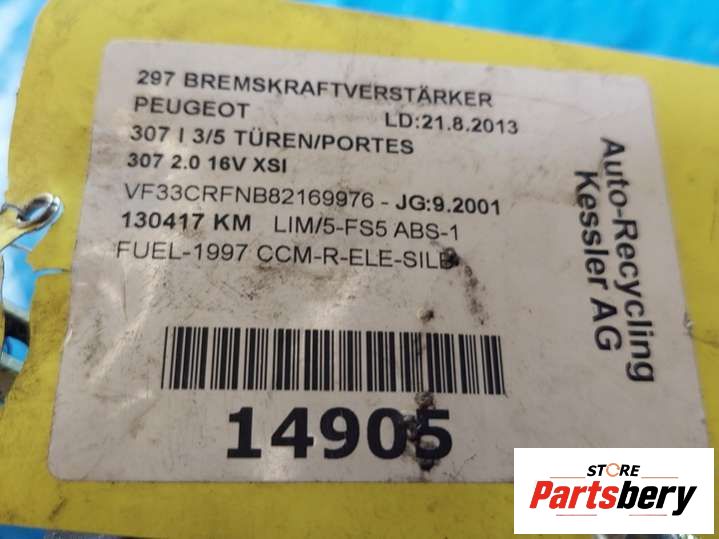 297 BREMSKRAFTVERSTÄRKER
PEUGEOT LD:21.8.2013
307 I 3/5 TÜREN/PORTES
307 2.0 16V XSI
VF33CRFNB82169976 - JG:9.2001
130417 KM LIM/5-FS5 ABS-1
FUEL-1997 CCM-R-ELE-SILB
14905
Auto-Recycling
Kessler AG
STORE
Partsbery